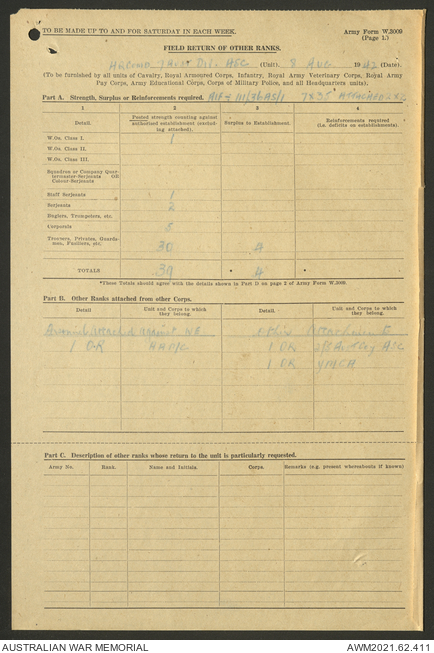 TO BE MADE UP TO AND FOR SATURDAY IN EACH WEEK.
Army Form W.3009
(Page 1.)
FIELD RETURN OF OTHER RANKS.
ASC (Unit). 8 AUG 1942 (Date).
(To be furnished by all units of Cavalry, Royal Armoured Corps, Infantry, Royal Army Veterinary Corps, Royal Army
Pay Corps, Army Educational Corps, Corps of Military Police, and all Headquarters units).
Part A. Strength, Surplus or Reinforcements required.
1 2 3 4
Detail. Posted strength counting against authorised establishment (excluding attached). Surplus to Establishment. Reinforcements required (i.e. deficits on establishments).
W.Os. Class I. 1
W.Os. Class II.
W.Os. Class III.
Squadron or Company Quarter-master-Serjeants OR Colour-Serjeants
Staff Serjeants 1
Serjeants 2
Buglers, Trumpeters, etc.
Corporals 5
Troopers, Privates, Guardsmen, Fusiliers, etc. 30 4
TOTALS 39 4
*These Totals should agree with the details shown in Part D on page 2 of Army Form W.3009.
Part B. Other Ranks attached from other Corps.
Detail Unit and Corps to which they belong. Detail. Unit and Corps to which they belong.
attached against WE
1 OR 1 OR ASC
1 OR YMCA
Part C. Description of other ranks whose return to the unit is particularly requested.
Army No. Rank. Name and Initials. Corps. Remarks (e.g. present whereabouts if known)
AUSTRALIAN WAR MEMORIAL AWM2021.62.411